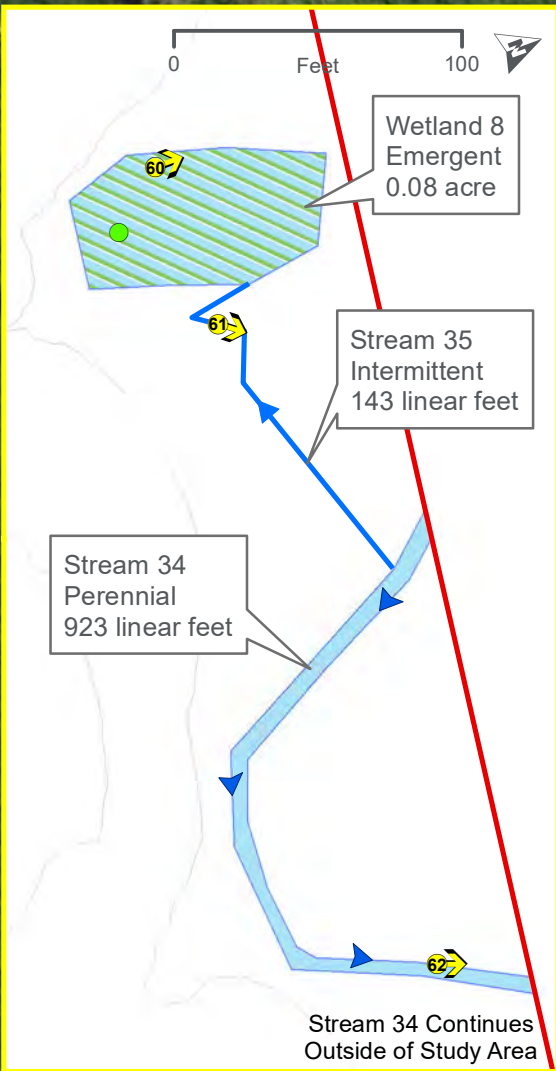 0 Feet 100
N
Wetland 8
Emergent
0.08 acre
60
61
Stream 35
Intermittent
143 linear feet
Stream 34
Perennial
923 linear feet
62
Stream 34 Continues
Outside of Study Area